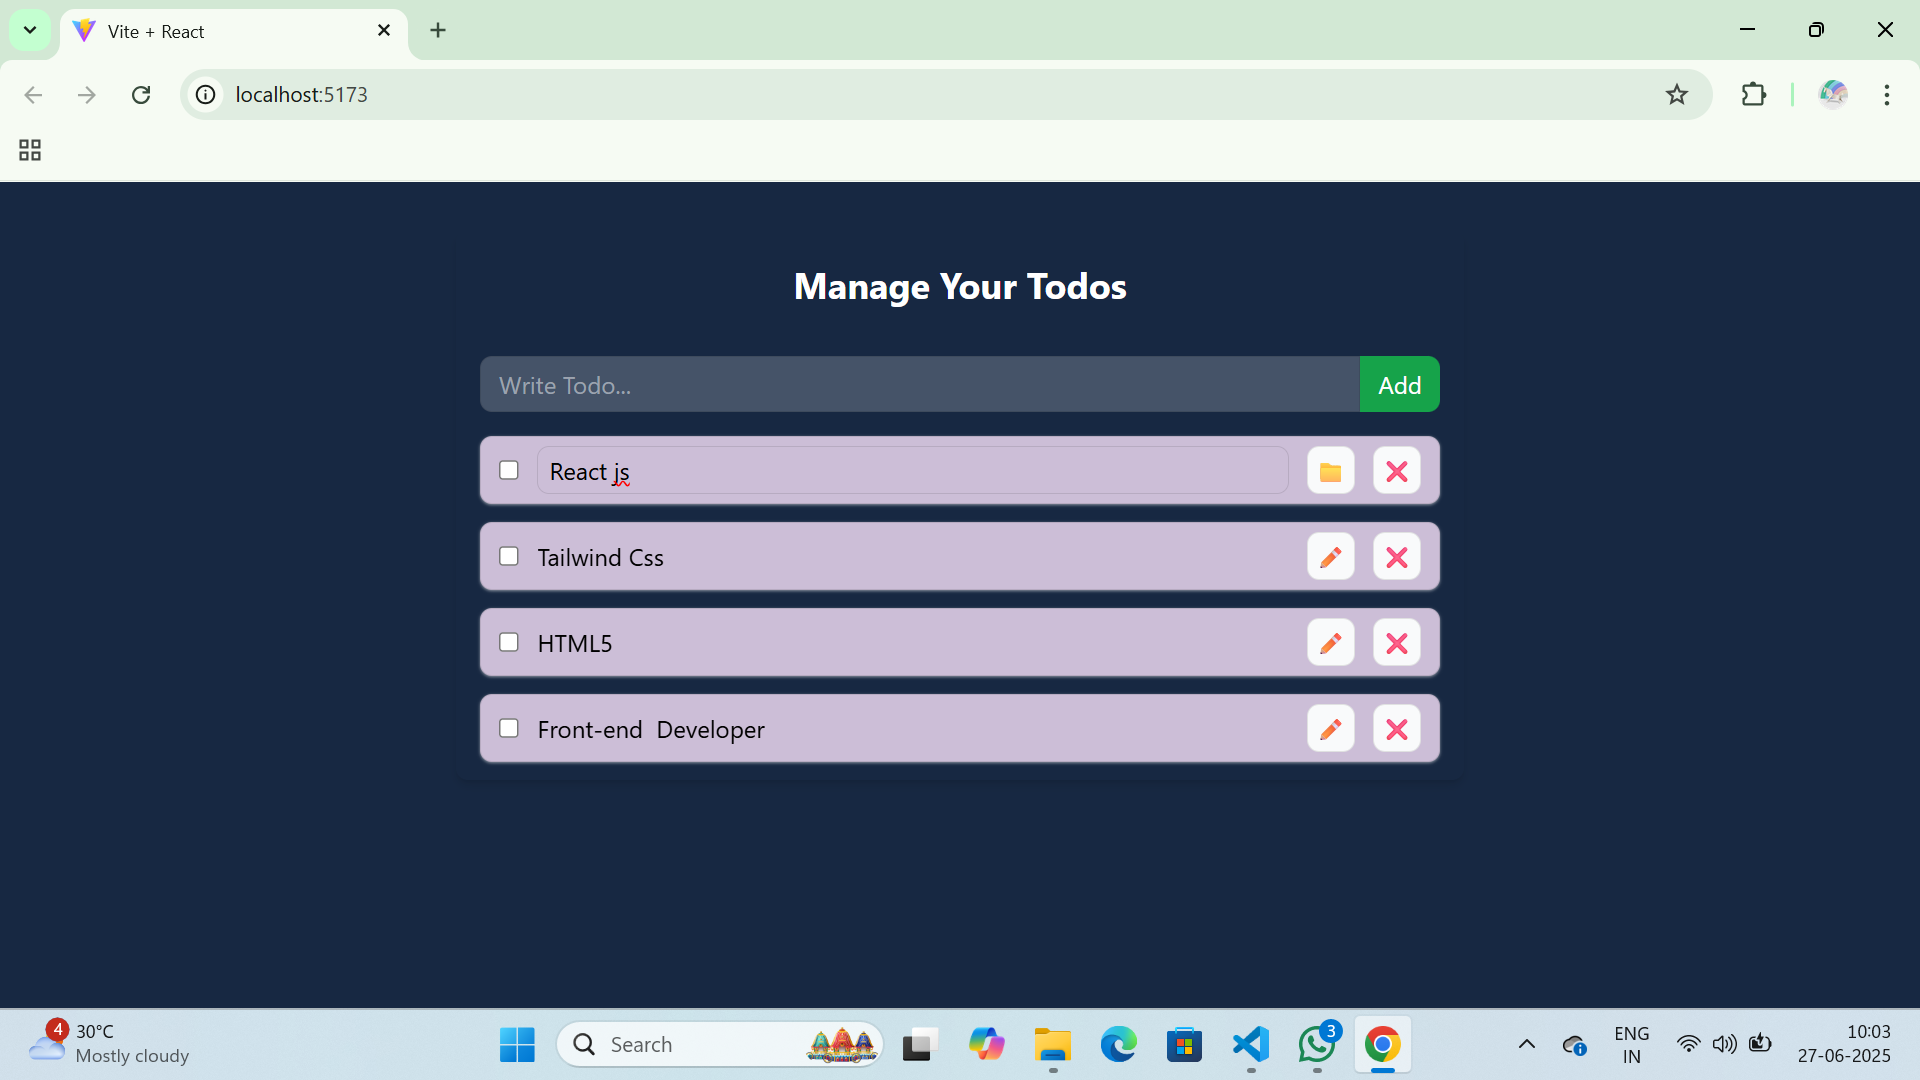 Vite + React
localhost:5173
Manage Your Todos
Write Todo...
Add
React js
Tailwind Css
HTML5
Front-end  Developer
4
30°C
Mostly cloudy
Search
3
ENG
IN
10:03
27-06-2025